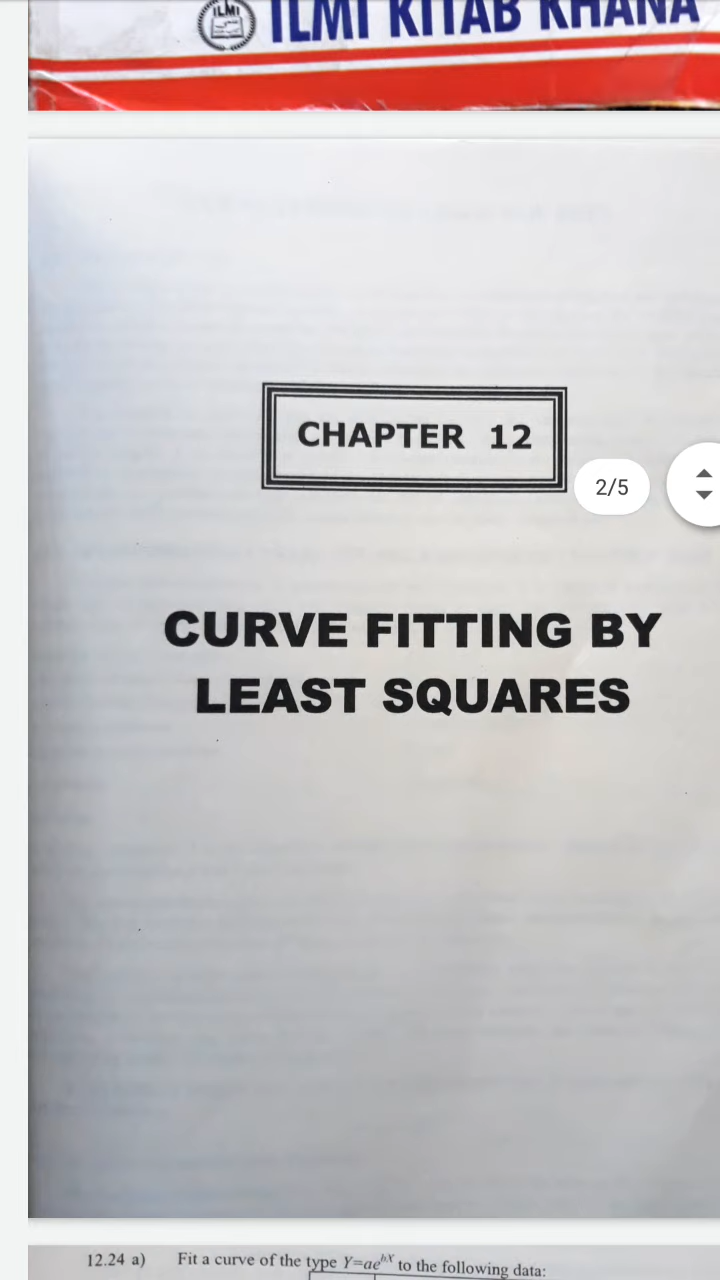 ILMI
ILMI KITAB KHANA
CHAPTER 12
2/5
CURVE FITTING BY
LEAST SQUARES
12.24 a) Fit a curve of the type Y=ae^{bX} to the following data: